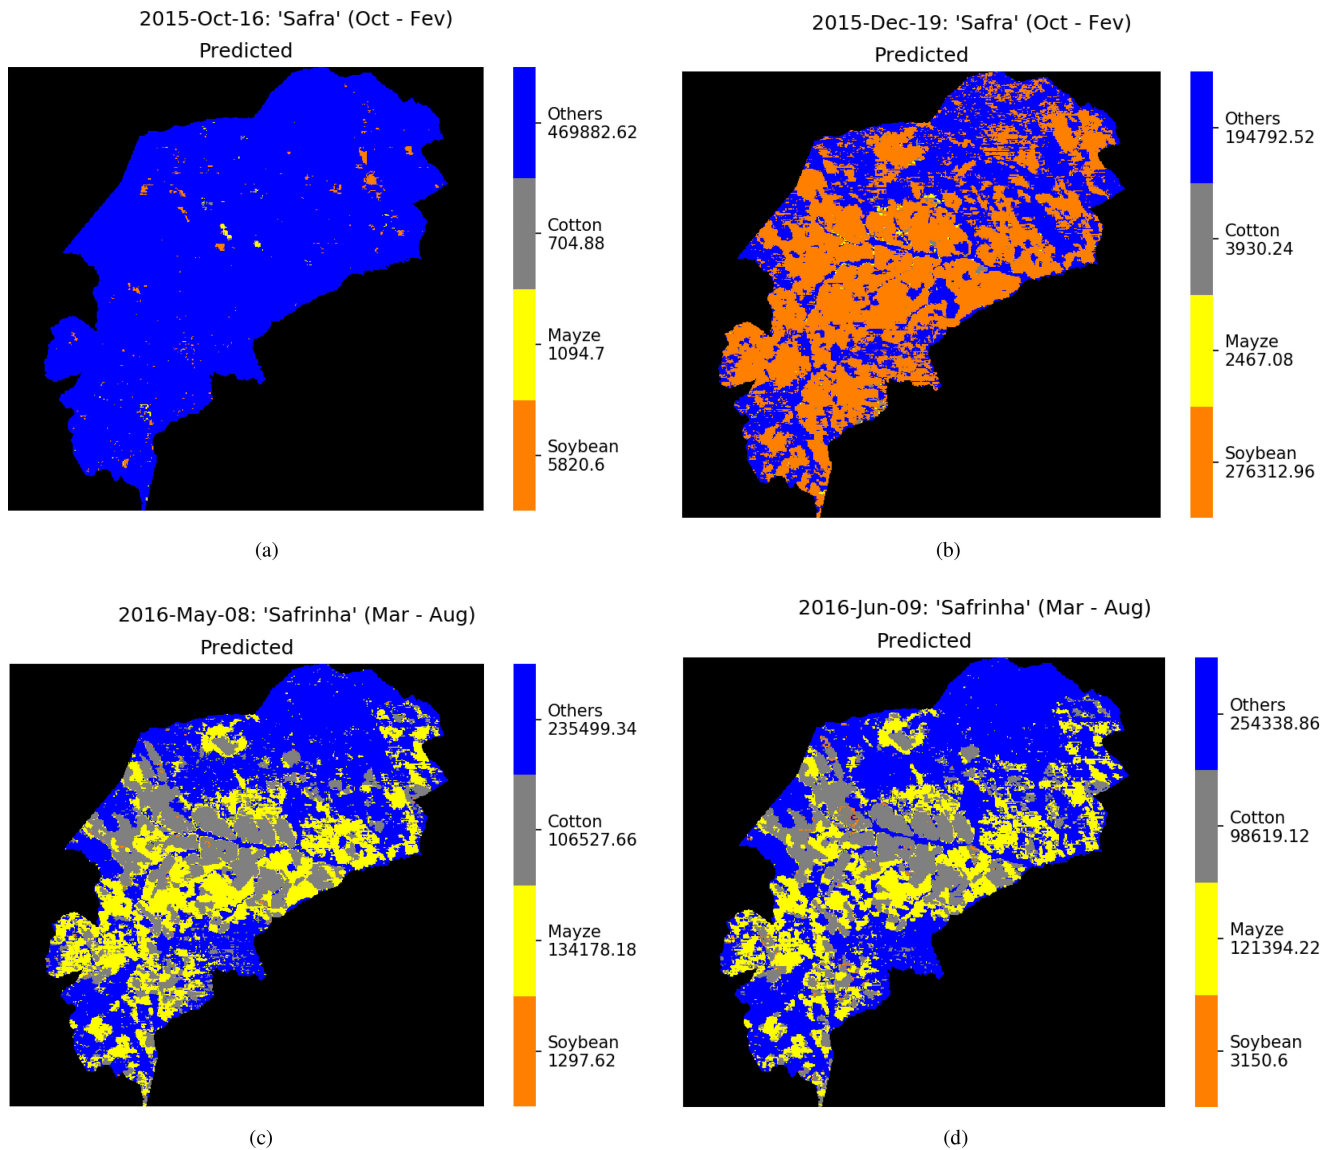 2015-Oct-16: 'Safra' (Oct - Fev)
Predicted
Others
469882.62
Cotton
704.88
Mayze
1094.7
Soybean
5820.6
(a)
2015-Dec-19: 'Safra' (Oct - Fev)
Predicted
Others
194792.52
Cotton
3930.24
Mayze
2467.08
Soybean
276312.96
(b)
2016-May-08: 'Safrinha' (Mar - Aug)
Predicted
Others
235499.34
Cotton
106527.66
Mayze
134178.18
Soybean
1297.62
(c)
2016-Jun-09: 'Safrinha' (Mar - Aug)
Predicted
Others
254338.86
Cotton
98619.12
Mayze
121394.22
Soybean
3150.6
(d)